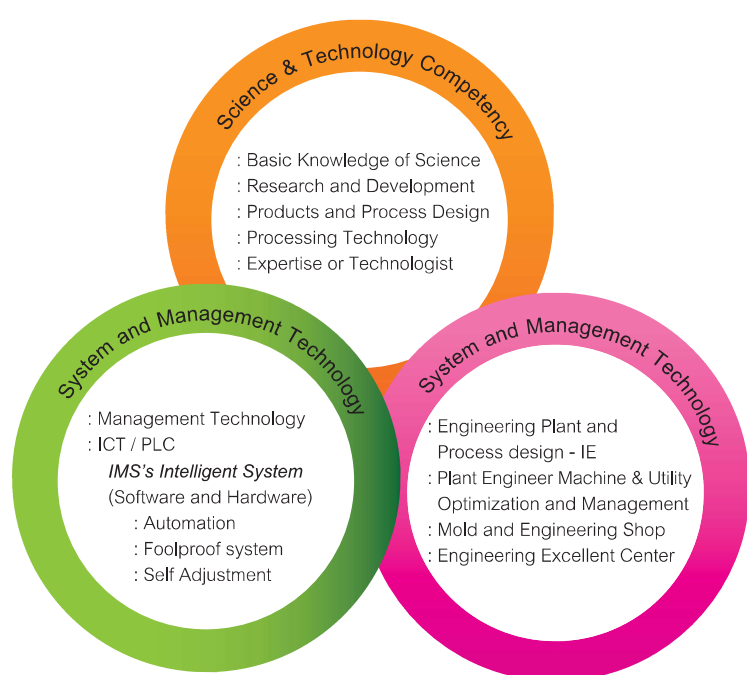 Science & Technology Competency
: Basic Knowledge of Science
: Research and Development
: Products and Process Design
: Processing Technology
: Expertise or Technologist
System and Management Technology
: Management Technology
: ICT / PLC
IMS's Intelligent System
(Software and Hardware)
: Automation
: Foolproof system
: Self Adjustment
System and Management Technology
: Engineering Plant and
Process design - IE
: Plant Engineer Machine & Utility
Optimization and Management
: Mold and Engineering Shop
: Engineering Excellent Center